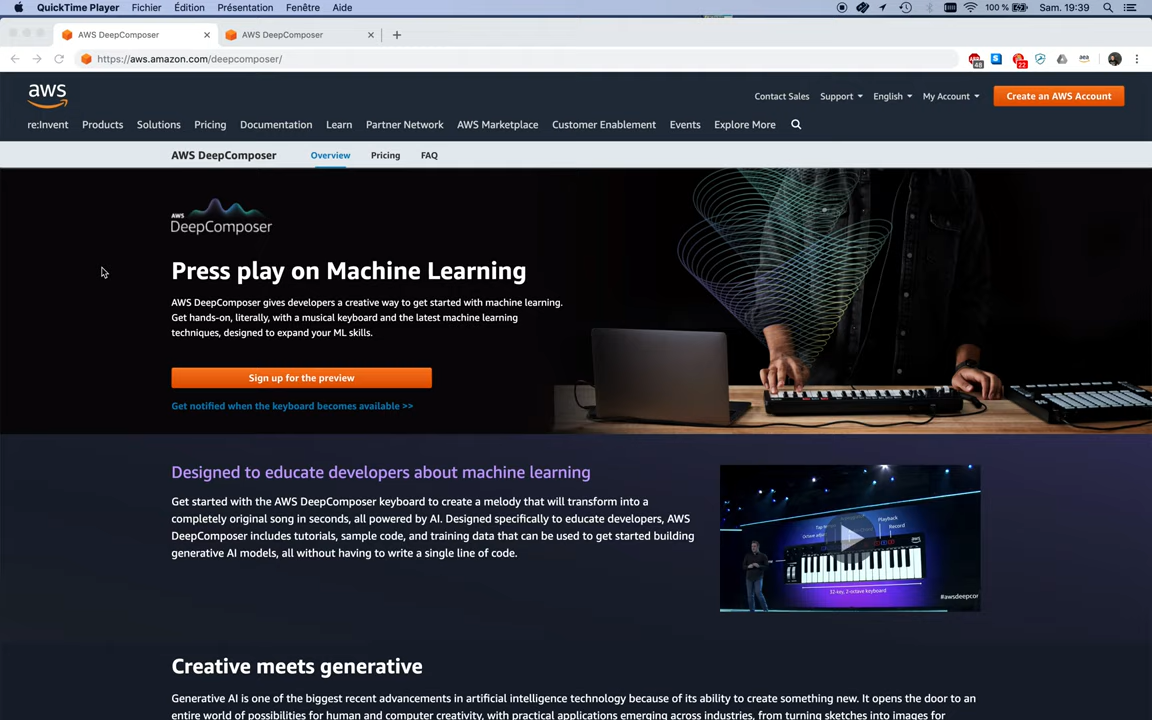 QuickTime Player Fichier Édition Présentation Fenêtre Aide 100 % Sam. 19:39
AWS DeepComposer AWS DeepComposer
https://aws.amazon.com/deepcomposer/
48 22 aea
aws
Contact Sales Support English My Account Create an AWS Account
re:Invent Products Solutions Pricing Documentation Learn Partner Network AWS Marketplace Customer Enablement Events Explore More
AWS DeepComposer Overview Pricing FAQ
AWS
DeepComposer
Press play on Machine Learning
AWS DeepComposer gives developers a creative way to get started with machine learning.
Get hands-on, literally, with a musical keyboard and the latest machine learning
techniques, designed to expand your ML skills.
Sign up for the preview
Get notified when the keyboard becomes available >>
Designed to educate developers about machine learning
Get started with the AWS DeepComposer keyboard to create a melody that will transform into a
completely original song in seconds, all powered by AI. Designed specifically to educate developers, AWS
DeepComposer includes tutorials, sample code, and training data that can be used to get started building
generative AI models, all without having to write a single line of code.
Playback
Record
32-key, 2-octave keyboard
#awsdeepcor
Creative meets generative
Generative AI is one of the biggest recent advancements in artificial intelligence technology because of its ability to create something new. It opens the door to an
entire world of possibilities for human and computer creativity, with practical applications emerging across industries, from turning sketches into images for